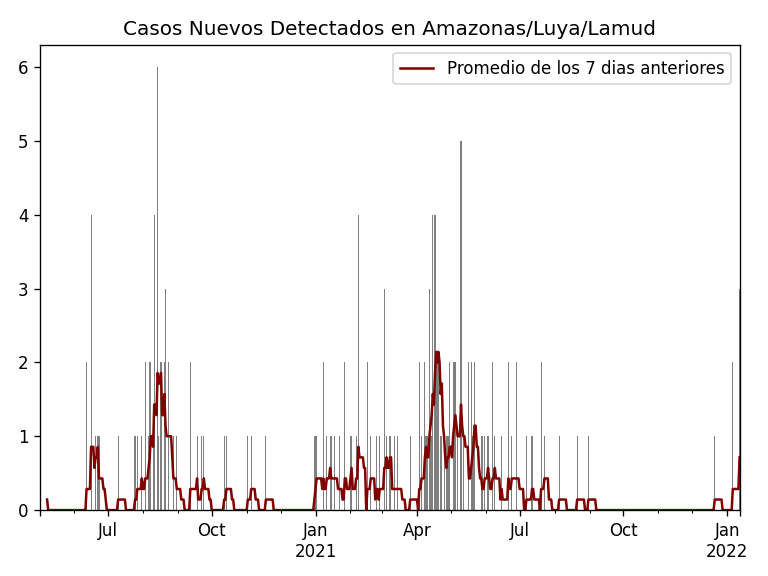 Casos Nuevos Detectados en Amazonas/Luya/Lamud
Promedio de los 7 dias anteriores
6
5
4
3
2
1
0
Jul Oct Jan Apr Jul Oct Jan
2021 2022